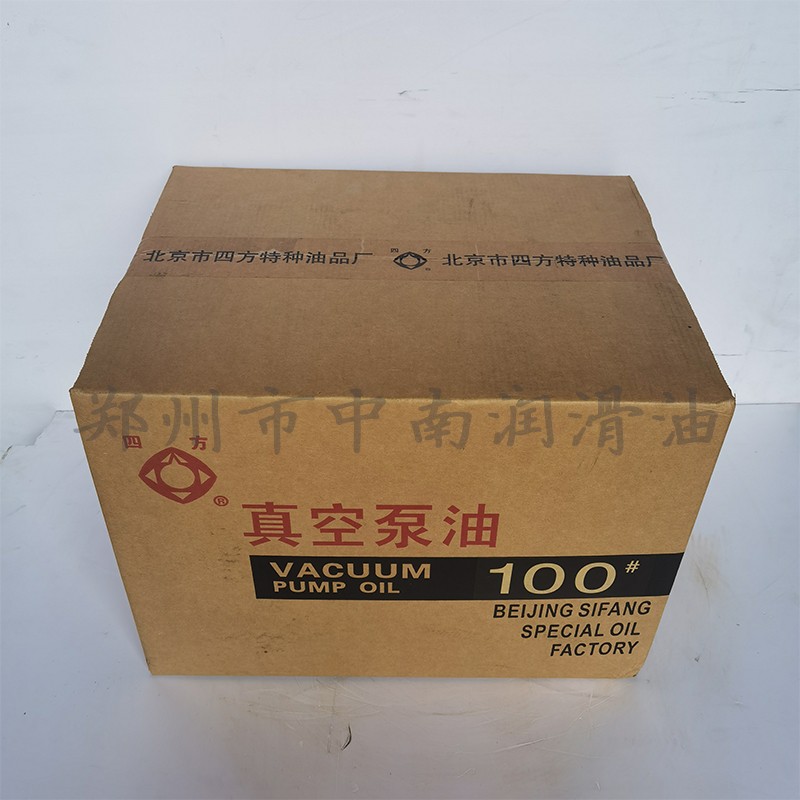 北京市四方特种油品厂 四方 北京市四方特种油品厂
郑州市中南润滑油
四方
®
真空泵油
VACUUM
PUMP OIL
100#
BEIJING SIFANG
SPECIAL OIL
FACTORY